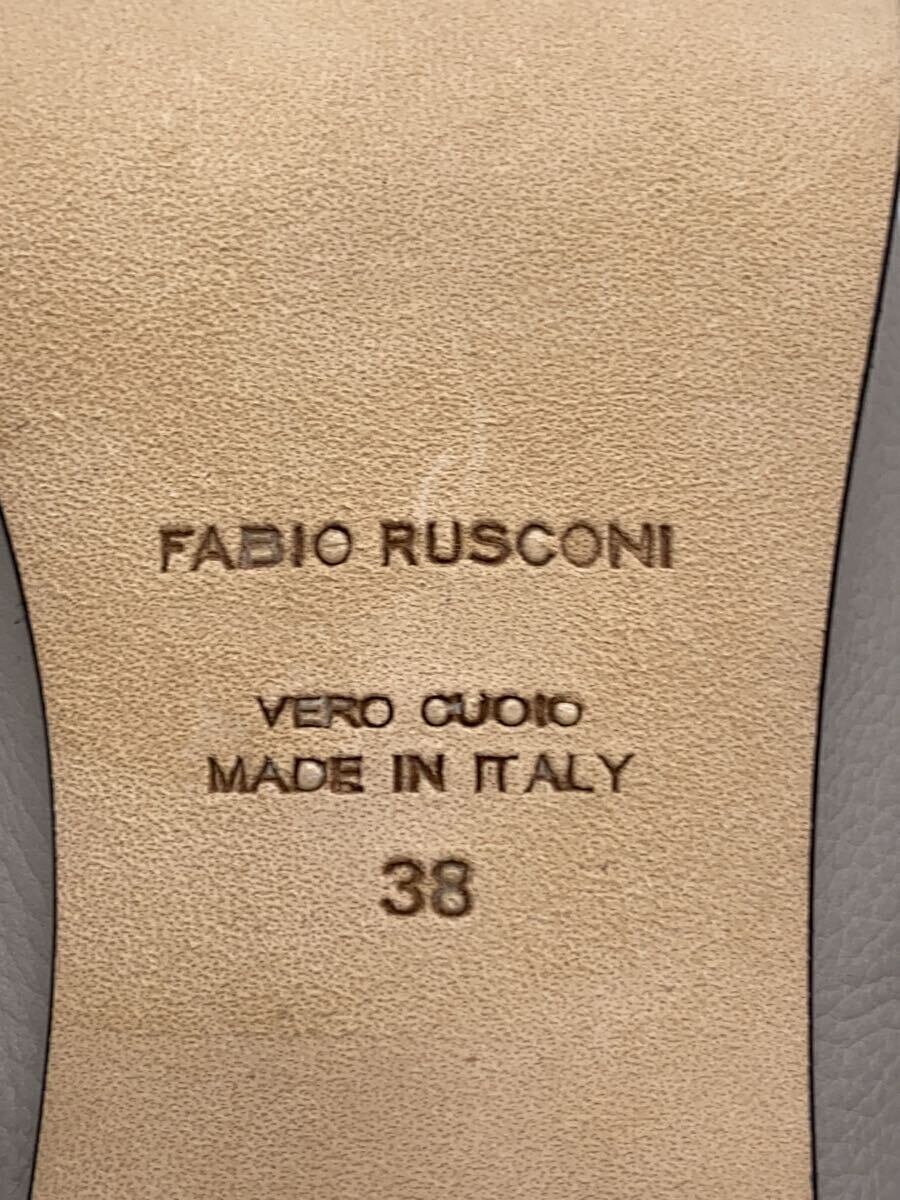 FABIO RUSCONI
VERO CUOIO
MADE IN ITALY
38